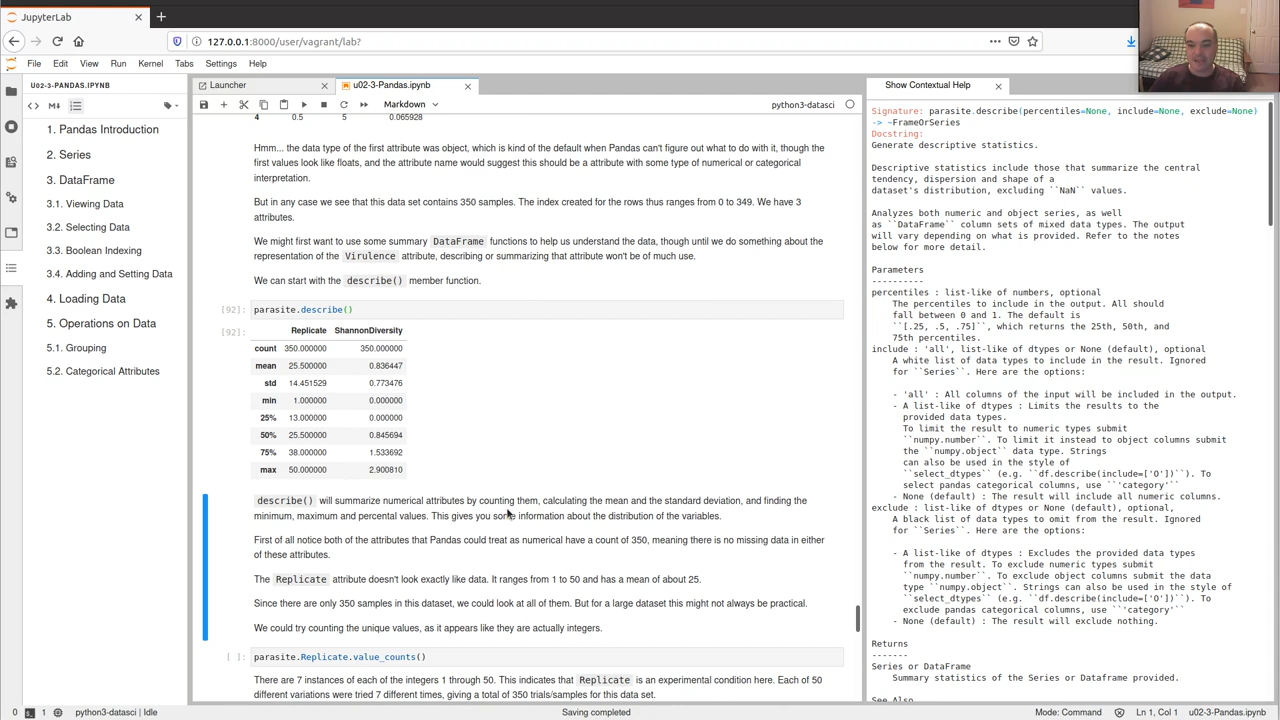 JupyterLab
127.0.0.1:8000/user/vagrant/lab?
File Edit View Run Kernel Tabs Settings Help
U02-3-PANDAS.IPYNB
1. Pandas Introduction
2. Series
3. DataFrame
3.1. Viewing Data
3.2. Selecting Data
3.3. Boolean Indexing
3.4. Adding and Setting Data
4. Loading Data
5. Operations on Data
5.1. Grouping
5.2. Categorical Attributes
Launcher
u02-3-Pandas.ipynb
Markdown
python3-datasci
4 0.5 5 0.065928
Hmm... the data type of the first attribute was object, which is kind of the default when Pandas can't figure out what to do with it, though the
first values look like floats, and the attribute name would suggest this should be a attribute with some type of numerical or categorical
interpretation.
But in any case we see that this data set contains 350 samples. The index created for the rows thus ranges from 0 to 349. We have 3
attributes.
We might first want to use some summary DataFrame functions to help us understand the data, though until we do something about the
representation of the Virulence attribute, describing or summarizing that attribute won't be of much use.
We can start with the describe() member function.
[92]: parasite.describe()
[92]: Replicate ShannonDiversity
count 350.000000 350.000000
mean 25.500000 0.836447
std 14.451529 0.773476
min 1.000000 0.000000
25% 13.000000 0.000000
50% 25.500000 0.845694
75% 38.000000 1.533692
max 50.000000 2.900810
describe() will summarize numerical attributes by counting them, calculating the mean and the standard deviation, and finding the
minimum, maximum and percental values. This gives you some information about the distribution of the variables.
First of all notice both of the attributes that Pandas could treat as numerical have a count of 350, meaning there is no missing data in either
of these attributes.
The Replicate attribute doesn't look exactly like data. It ranges from 1 to 50 and has a mean of about 25.
Since there are only 350 samples in this dataset, we could look at all of them. But for a large dataset this might not always be practical.
We could try counting the unique values, as it appears like they are actually integers.
[ ]: parasite.Replicate.value_counts()
There are 7 instances of each of the integers 1 through 50. This indicates that Replicate is an experimental condition here. Each of 50
different variations were tried 7 different times, giving a total of 350 trials/samples for this data set.
Show Contextual Help
Signature: parasite.describe(percentiles=None, include=None, exclude=None)
-> ~FrameOrSeries
Docstring:
Generate descriptive statistics.
Descriptive statistics include those that summarize the central
tendency, dispersion and shape of a
dataset's distribution, excluding ``NaN`` values.
Analyzes both numeric and object series, as well
as ``DataFrame`` column sets of mixed data types. The output
will vary depending on what is provided. Refer to the notes
below for more detail.
Parameters
----------
percentiles : list-like of numbers, optional
The percentiles to include in the output. All should
fall between 0 and 1. The default is
``[.25, .5, .75]``, which returns the 25th, 50th, and
75th percentiles.
include : 'all', list-like of dtypes or None (default), optional
A white list of data types to include in the result. Ignored
for ``Series``. Here are the options:
- 'all' : All columns of the input will be included in the output.
- A list-like of dtypes : Limits the results to the
provided data types.
To limit the result to numeric types submit
``numpy.number``. To limit it instead to object columns submit
the ``numpy.object`` data type. Strings
can also be used in the style of
``select_dtypes`` (e.g. ``df.describe(include=['O'])``). To
select pandas categorical columns, use ``'category'``
- None (default) : The result will include all numeric columns.
exclude : list-like of dtypes or None (default), optional,
A black list of data types to omit from the result. Ignored
for ``Series``. Here are the options:
- A list-like of dtypes : Excludes the provided data types
from the result. To exclude numeric types submit
``numpy.number``. To exclude object columns submit the data
type ``numpy.object``. Strings can also be used in the style of
``select_dtypes`` (e.g. ``df.describe(include=['O'])``). To
exclude pandas categorical columns, use ``'category'``
- None (default) : The result will exclude nothing.
Returns
-------
Series or DataFrame
Summary statistics of the Series or Dataframe provided.
See Also
0 1 python3-datasci | Idle
Saving completed
Mode: Command
Ln 1, Col 1
u02-3-Pandas.ipynb